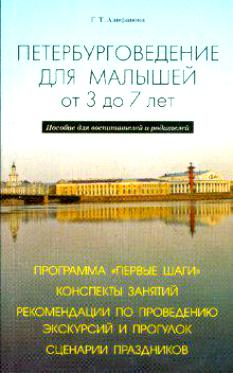 Г. Т. Алифанова
ПЕТЕРБУРГОВЕДЕНИЕ
ДЛЯ МАЛЫШЕЙ
от 3 до 7 лет
Пособие для воспитателей и родителей
ПРОГРАММА «ПЕРВЫЕ ШАГИ»
КОНСПЕКТЫ ЗАНЯТИЙ
РЕКОМЕНДАЦИИ ПО ПРОВЕДЕНИЮ
ЭКСКУРСИЙ И ПРОГУЛОК
СЦЕНАРИИ ПРАЗДНИКОВ